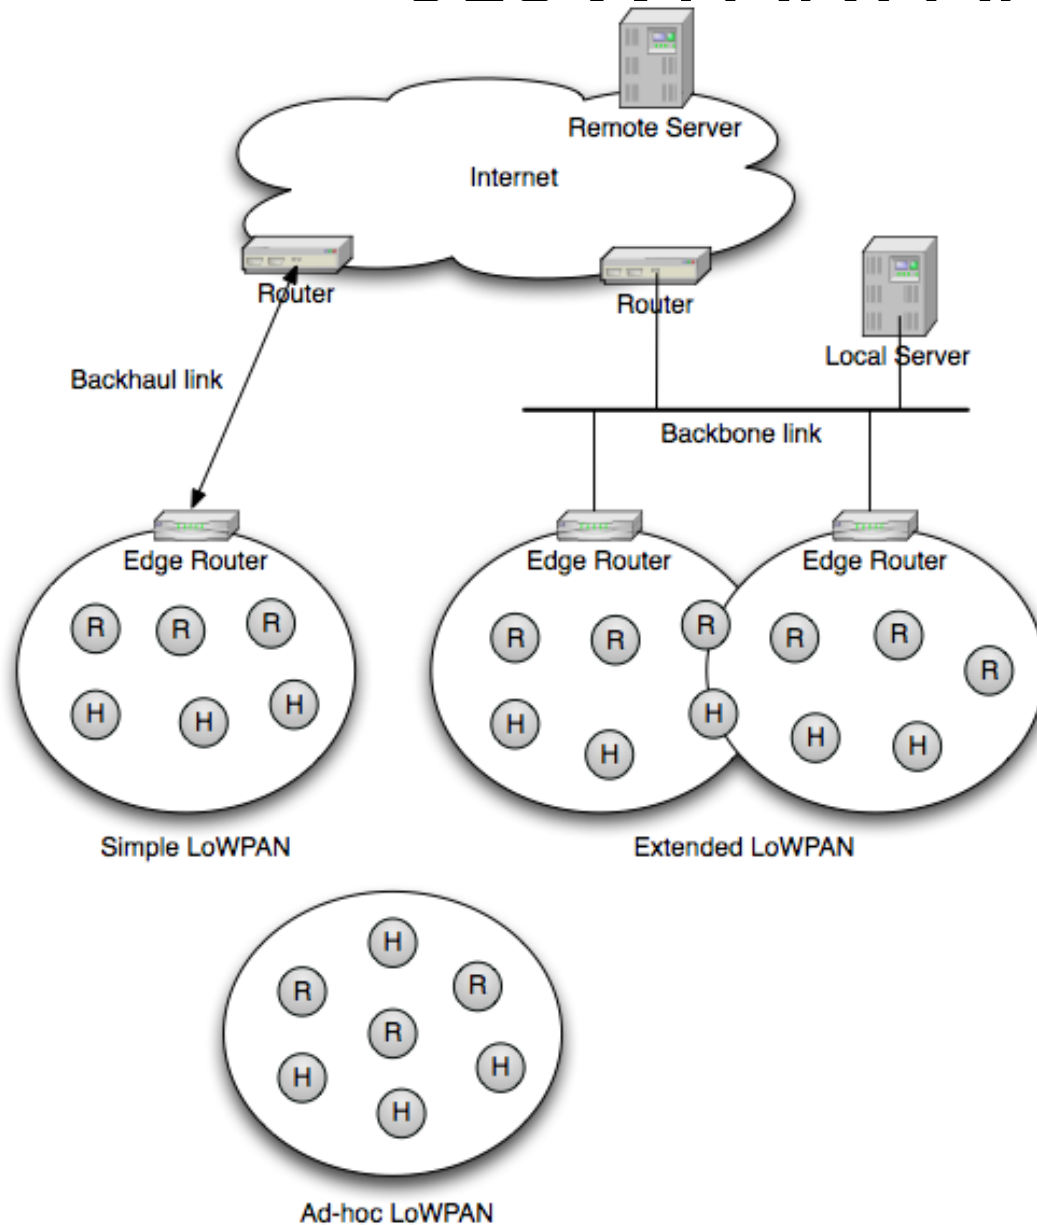 Remote Server
Internet
Router
Router
Local Server
Backhaul link
Backbone link
Edge Router
Edge Router
Edge Router
R
R
R
H
H
H
R
R
R
H
H
H
R
R
R
H
H
Simple LoWPAN
Extended LoWPAN
H
R
R
R
H
H
H
Ad-hoc LoWPAN